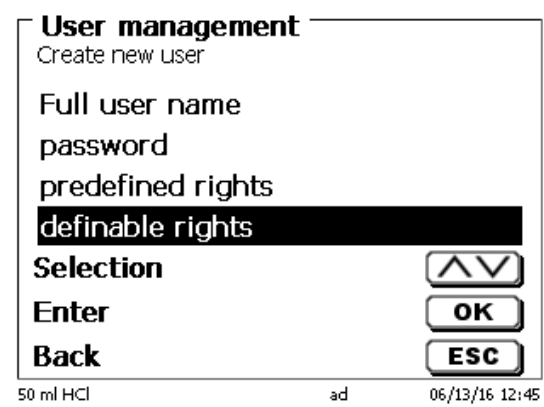 User management
Create new user
Full user name
password
predefined rights
definable rights
Selection
Enter OK
Back ESC
50 ml HCl ad 06/13/16 12:45